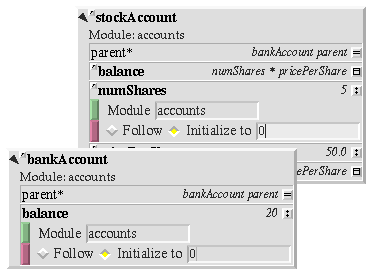 stockAccount
Module: accounts
parent* bankAccount parent =
balance numShares * pricePerShare
numShares 5 :
Module accounts
Follow Initialize to 0
50.0 :
ePerShare
bankAccount
Module: accounts
parent* bankAccount parent =
balance 20 :
Module accounts
Follow Initialize to 0